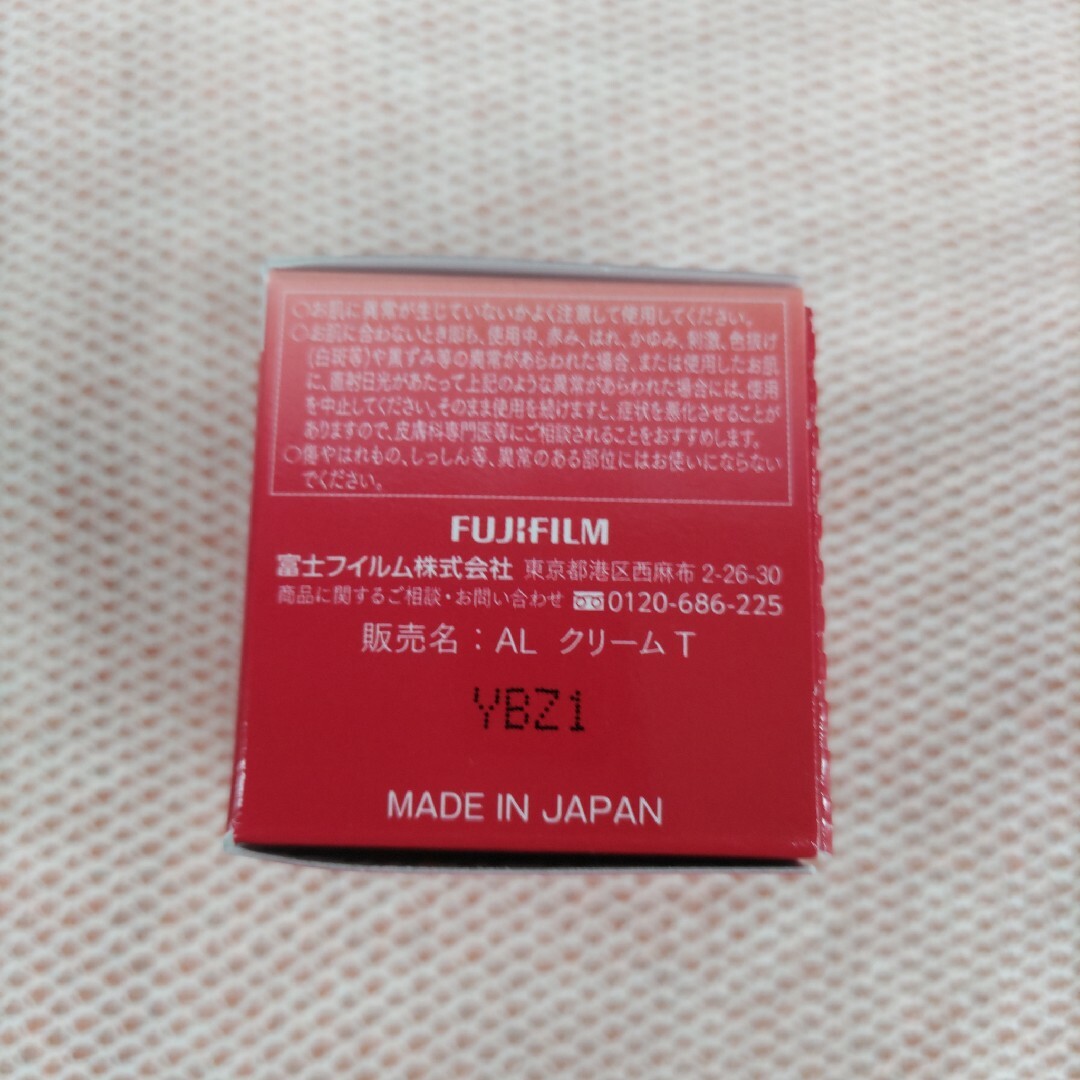 ○お肌に異常が生じていないかよく注意して使用してください。
○お肌に合わないとき即ち、使用中、赤み、はれ、かゆみ、刺激、色抜け
(白斑等)や黒ずみ等の異常があらわれた場合、または使用したお肌
に、直射日光があたって上記のような異常があらわれた場合には、使用
を中止してください。そのまま使用を続けますと、症状を悪化させることが
ありますので、皮膚科専門医等にご相談されることをおすすめします。
○傷やはれもの、しっしん等、異常のある部位にはお使いにならない
でください。
FUJIFILM
富士フイルム株式会社 東京都港区西麻布 2-26-30
商品に関するご相談・お問い合わせ 0120-686-225
販売名：AL クリーム T
YBZ1
MADE IN JAPAN